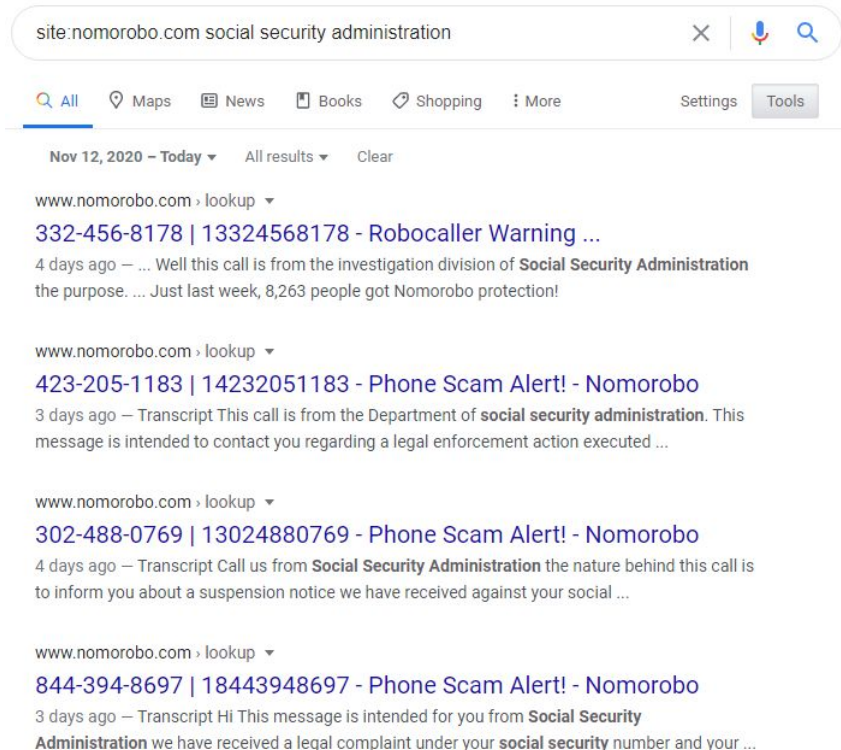 site:nomorobo.com social security administration
All Maps News Books Shopping More Settings Tools
Nov 12, 2020 – Today All results Clear
www.nomorobo.com › lookup
332-456-8178 | 13324568178 - Robocaller Warning ...
4 days ago — ... Well this call is from the investigation division of Social Security Administration
the purpose. ... Just last week, 8,263 people got Nomorobo protection!
www.nomorobo.com › lookup
423-205-1183 | 14232051183 - Phone Scam Alert! - Nomorobo
3 days ago — Transcript This call is from the Department of social security administration. This
message is intended to contact you regarding a legal enforcement action executed ...
www.nomorobo.com › lookup
302-488-0769 | 13024880769 - Phone Scam Alert! - Nomorobo
4 days ago — Transcript Call us from Social Security Administration the nature behind this call is
to inform you about a suspension notice we have received against your social ...
www.nomorobo.com › lookup
844-394-8697 | 18443948697 - Phone Scam Alert! - Nomorobo
3 days ago — Transcript Hi This message is intended for you from Social Security
Administration we have received a legal complaint under your social security number and your ...